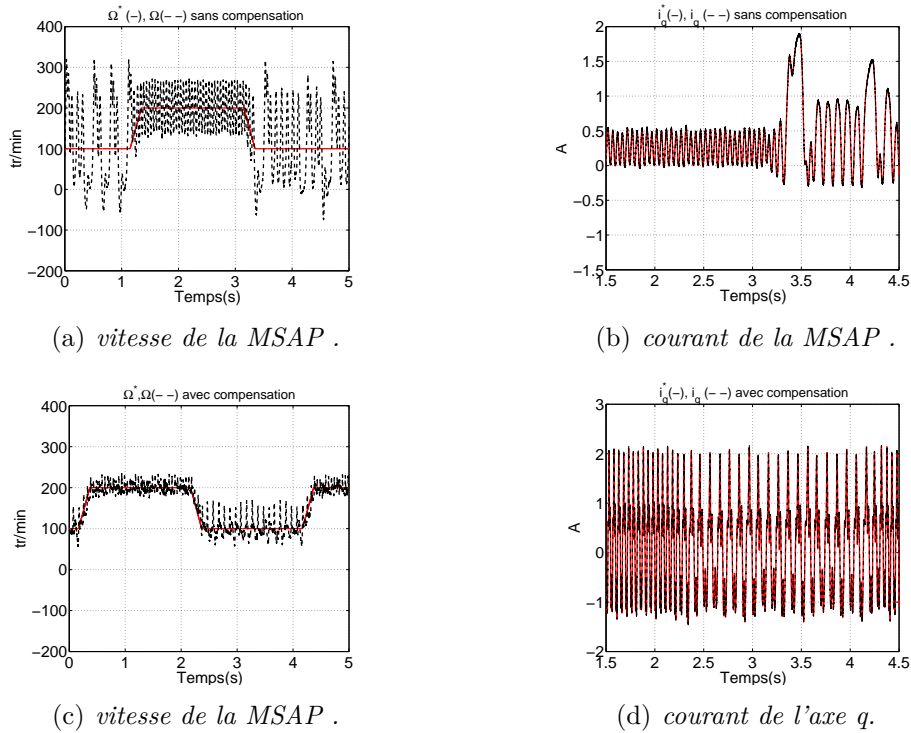 Ω* (-), Ω(- -) sans compensation
400
300
200
100
0
−100
−200
tr/min
0 1 2 3 4 5
Temps(s)
(a) vitesse de la MSAP .
i*q(-), iq (- -) sans compensation
2
1.5
1
0.5
0
−0.5
−1
−1.5
A
1.5 2 2.5 3 3.5 4 4.5
Temps(s)
(b) courant de la MSAP .
Ω*,Ω(- -) avec compensation
400
300
200
100
0
−100
−200
tr/min
0 1 2 3 4 5
Temps(s)
(c) vitesse de la MSAP .
i*q(-), iq (- -) avec compensation
3
2
1
0
−1
−2
A
1.5 2 2.5 3 3.5 4 4.5
Temps(s)
(d) courant de l'axe q.